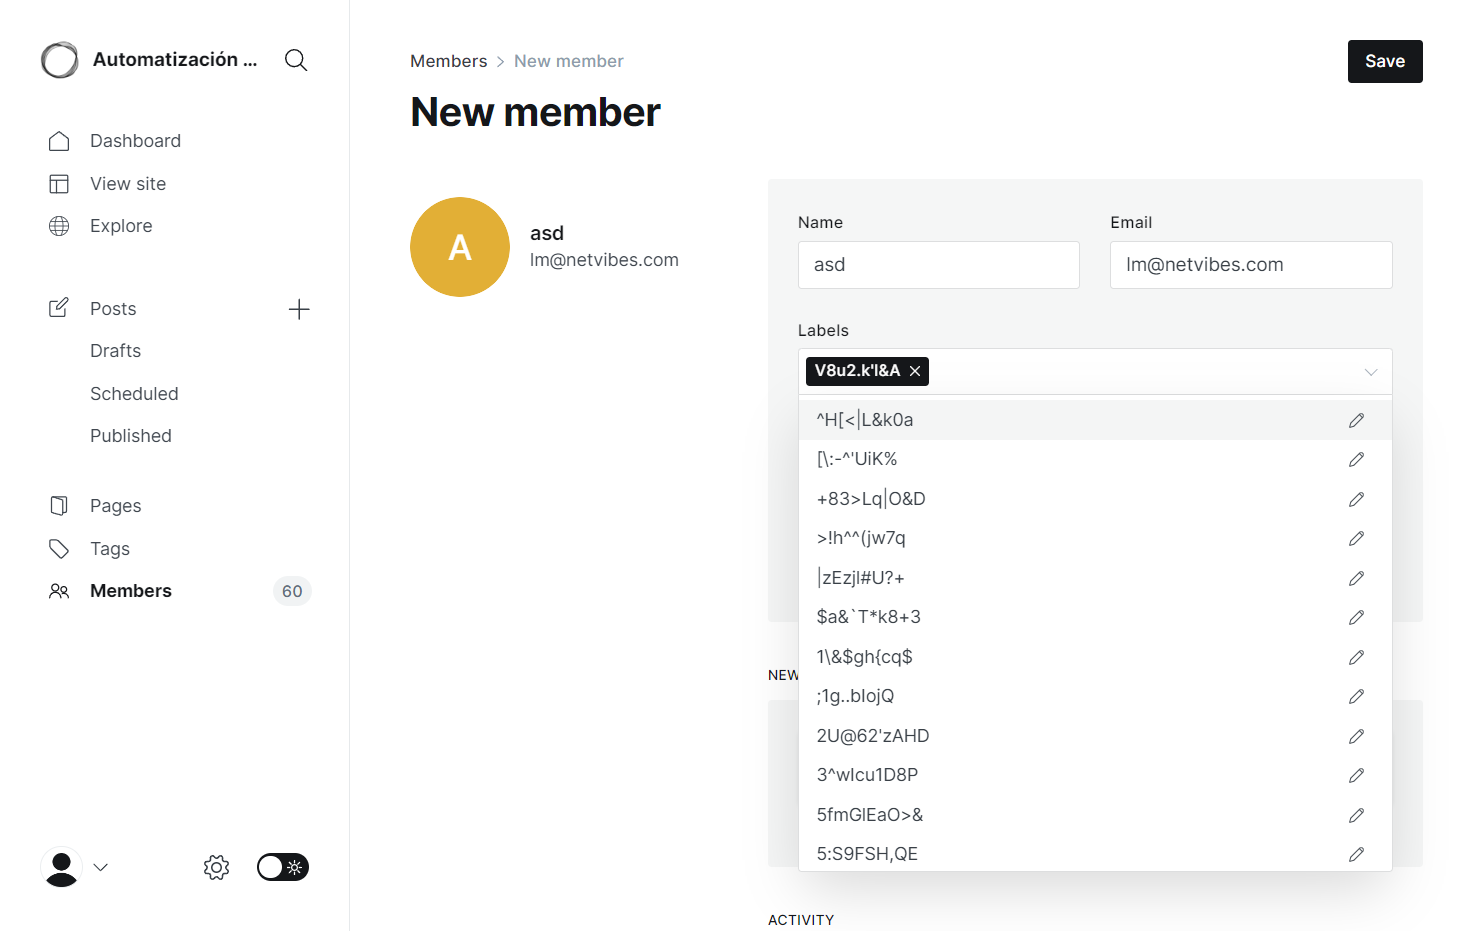 Automatización ...
Dashboard
View site
Explore
Posts
Drafts
Scheduled
Published
Pages
Tags
Members
60
Members > New member
Save
New member
A
asd
lm@netvibes.com
Name
Email
asd
lm@netvibes.com
Labels
V8u2.k'l&A
^H[<|L&k0a
[\:-^'UiK%
+83>Lq|O&D
>!h^^(jw7q
|zEzjl#U?+
$a&`T*k8+3
1\&$gh{cq$
;1g..bIojQ
2U@62'zAHD
3^wIcu1D8P
5fmGlEaO>&
5:S9FSH,QE
NEW
ACTIVITY